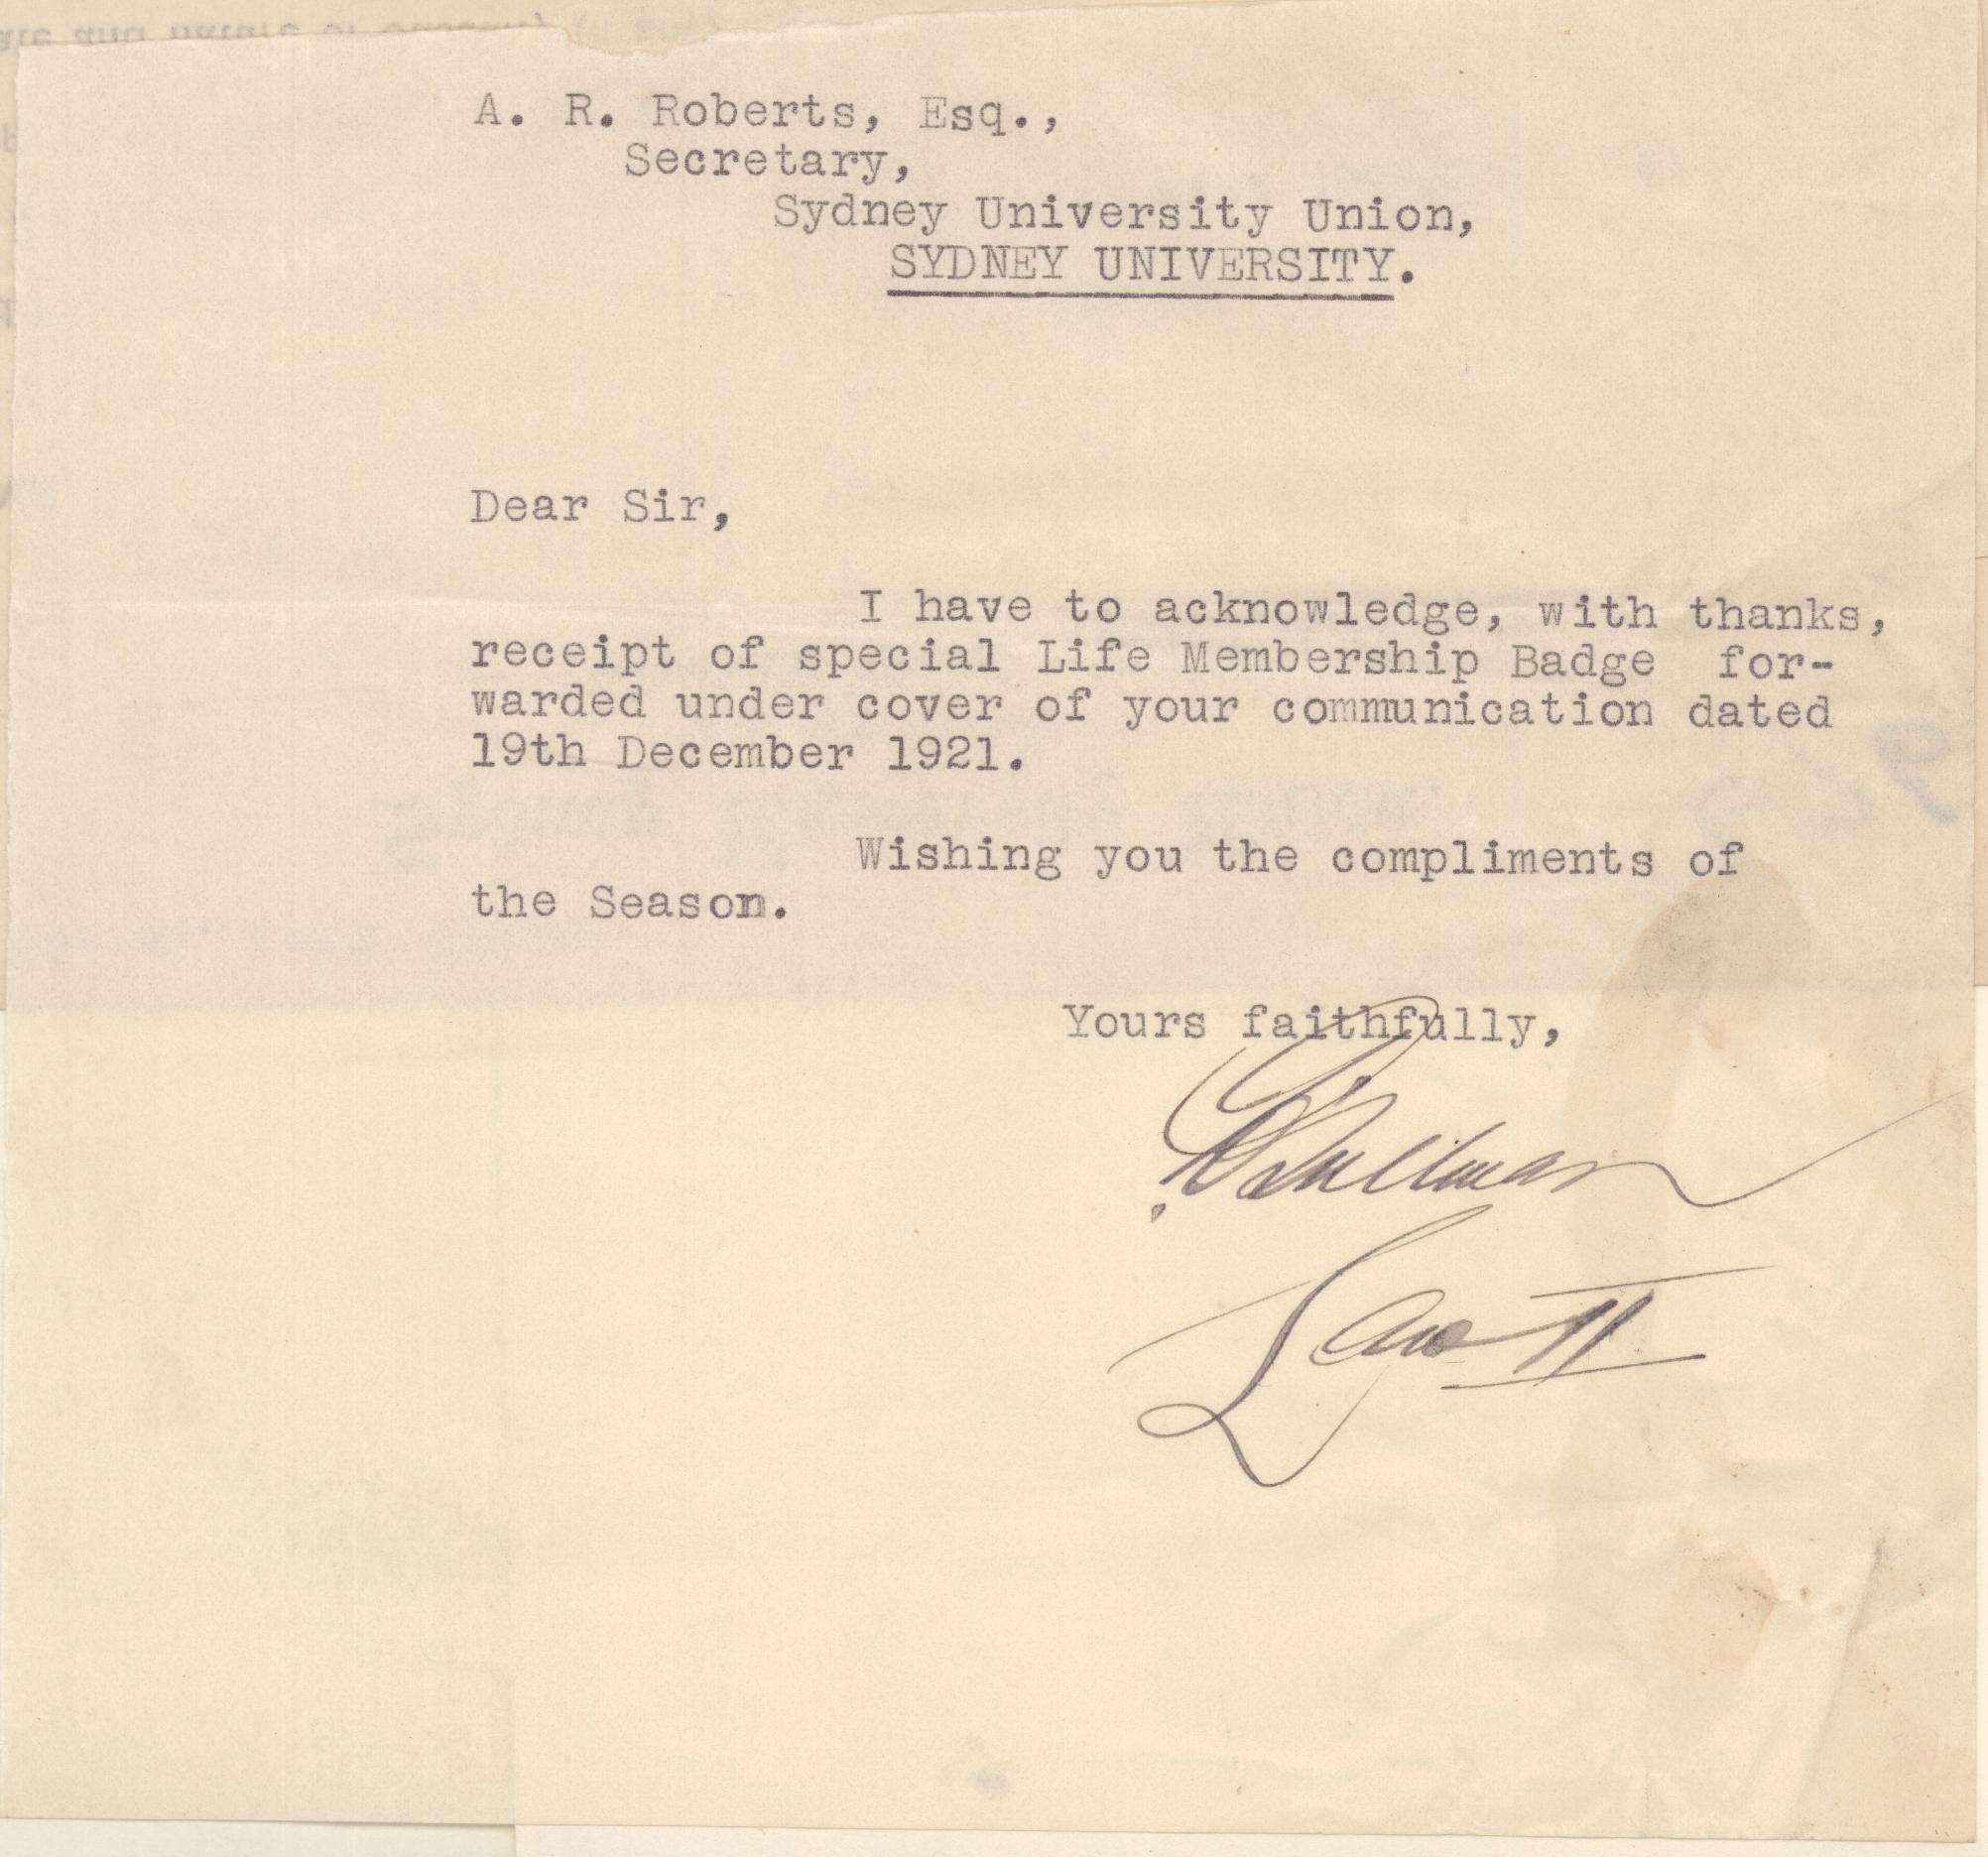 A. R. Roberts, Esq.,
Secretary,
Sydney University Union,
SYDNEY UNIVERSITY.
Dear Sir,
I have to acknowledge, with thanks,
receipt of special Life Membership Badge for-
warded under cover of your communication dated
19th December 1921.
Wishing you the compliments of
the Season.
Yours faithfully,
Law II